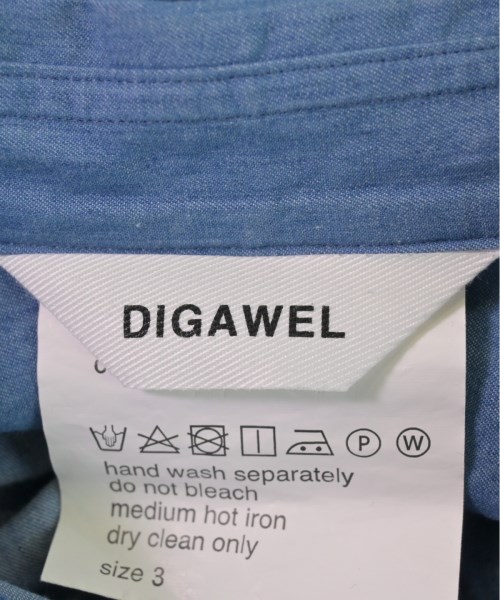 DIGAWEL
P W
hand wash separately
do not bleach
medium hot iron
dry clean only
size 3